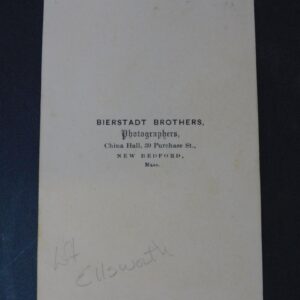 BIERSTADT BROTHERS,
Photographers,
China Hall, 39 Purchase St.,
NEW BEDFORD,
Mass.
Ellsworth